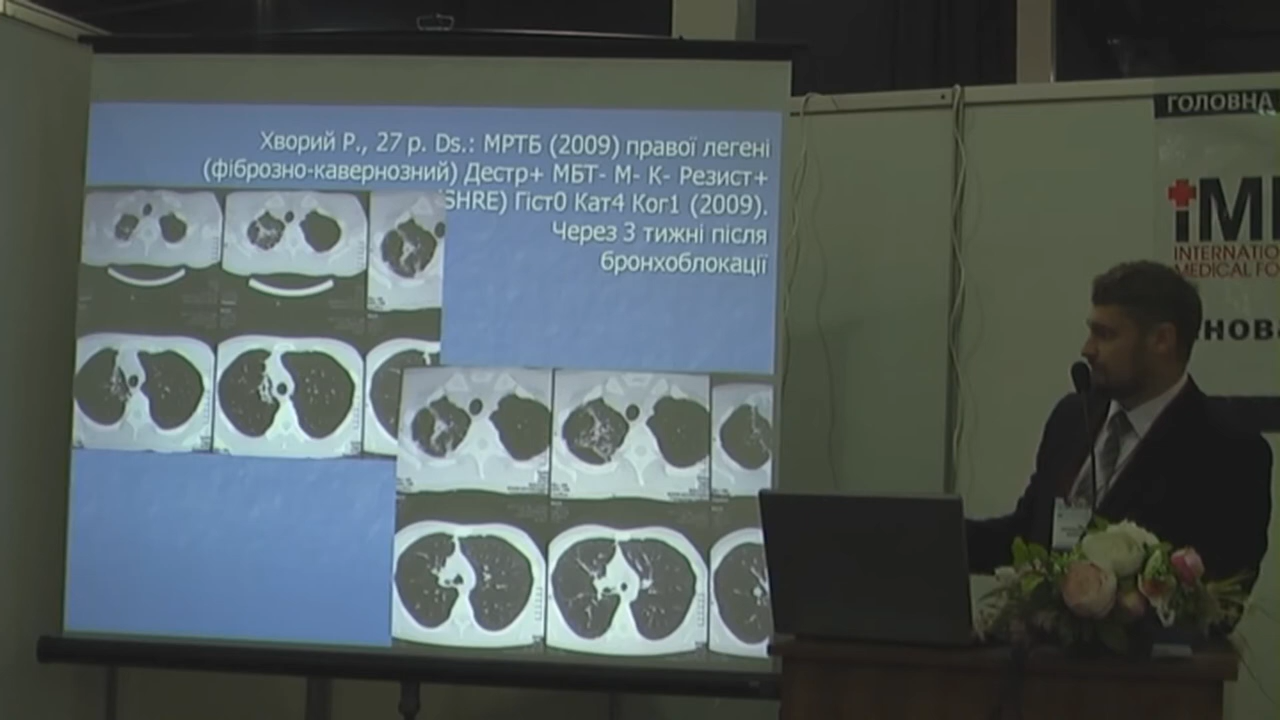 Хворий Р., 27 р. Ds.: МРТБ (2009) правої легені
(фіброзно-кавернозний) Дестр+ МБТ- М- К- Резист+
SHRE) Гіст0 Кат4 Ког1 (2009).
Через 3 тижні після
бронхоблокації
ГОЛОВНА
iM
INTERNATIO
MEDICAL FO